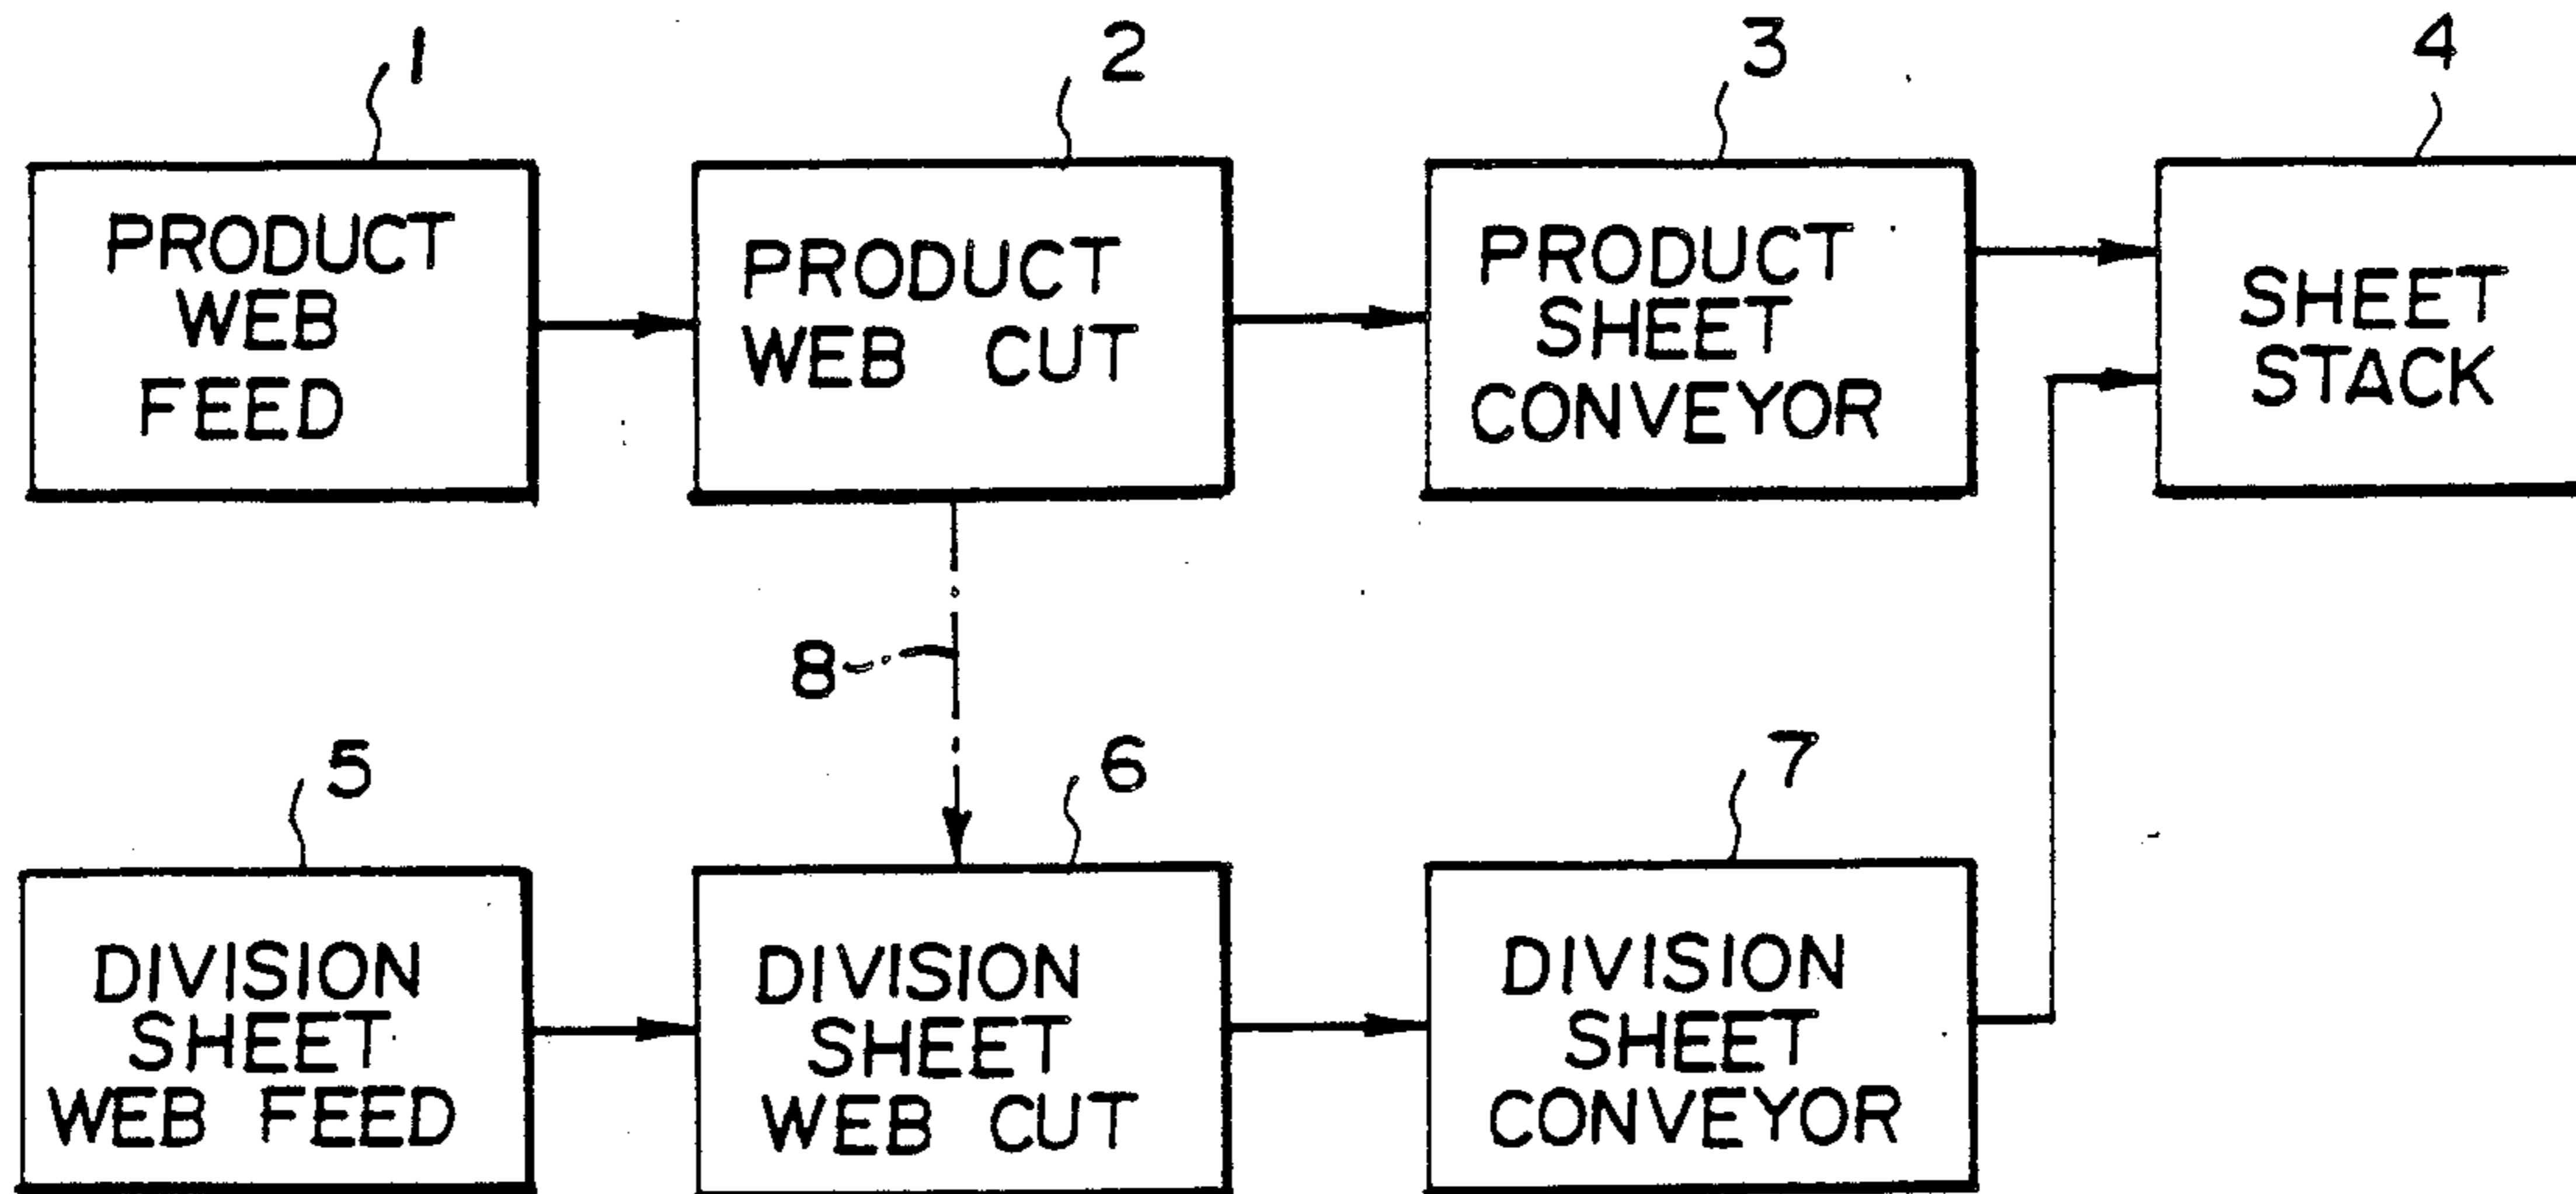 1
2
3
4
PRODUCT
WEB
FEED
PRODUCT
WEB CUT
PRODUCT
SHEET
CONVEYOR
SHEET
STACK
8
5
6
7
DIVISION
SHEET
WEB FEED
DIVISION
SHEET
WEB CUT
DIVISION
SHEET
CONVEYOR